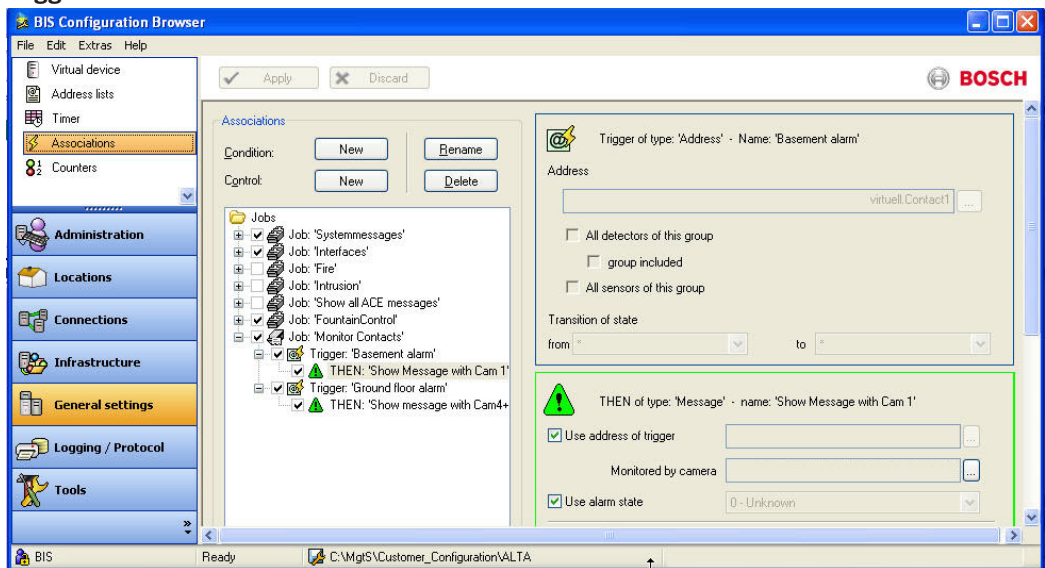 BIS Configuration Browser
File Edit Extras Help
Virtual device
Address lists
Timer
Associations
Counters
Administration
Locations
Connections
Infrastructure
General settings
Logging / Protocol
Tools
Apply Discard
BOSCH
Associations
Condition: New Rename
Control: New Delete
Jobs
Job: 'Systemmessages'
Job: 'Interfaces'
Job: 'Fire'
Job: 'Intrusion'
Job: 'Show all ACE messages'
Job: 'FountainControl'
Job: 'Monitor Contacts'
Trigger: 'Basement alarm'
THEN: 'Show Message with Cam 1'
Trigger: 'Ground floor alarm'
THEN: 'Show message with Cam4+
Trigger of type: 'Address' - Name: 'Basement alarm'
Address
virtuell.Contact1 ...
All detectors of this group
group included
All sensors of this group
Transition of state
from * to *
THEN of type: 'Message' - name: 'Show Message with Cam 1'
Use address of trigger ...
Monitored by camera ...
Use alarm state 0 - Unknown
BIS Ready C:\MgtS\Customer_Configuration\ALTA